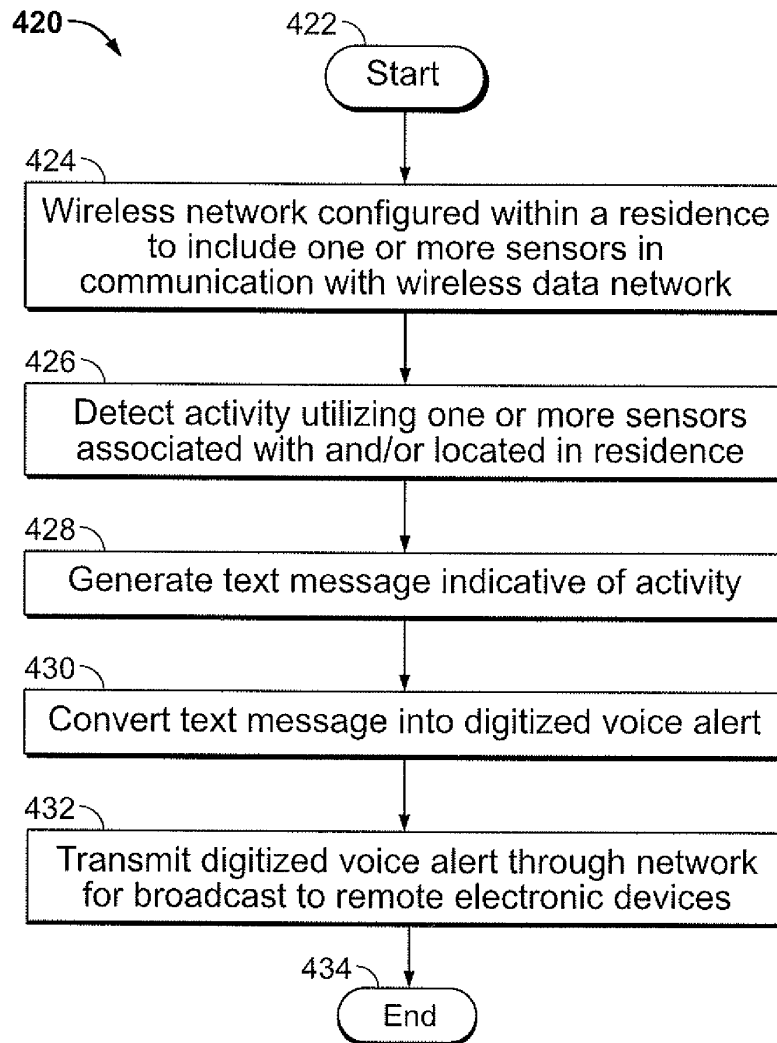 420
422
Start
424
Wireless network configured within a residence
to include one or more sensors in
communication with wireless data network
426
Detect activity utilizing one or more sensors
associated with and/or located in residence
428
Generate text message indicative of activity
430
Convert text message into digitized voice alert
432
Transmit digitized voice alert through network
for broadcast to remote electronic devices
434
End